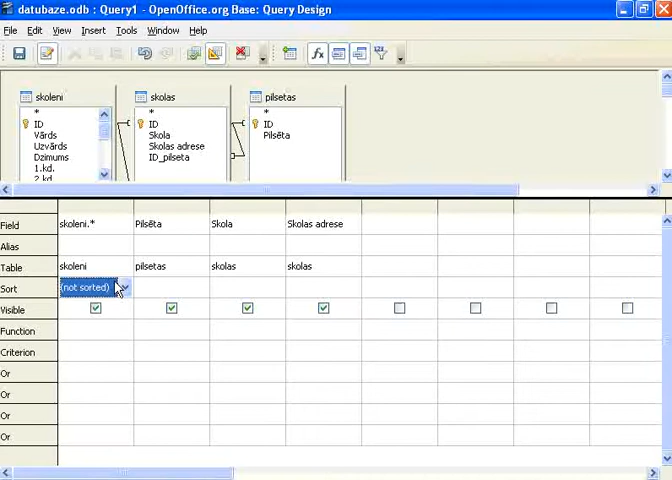 datubaze.odb : Query1 - OpenOffice.org Base: Query Design
File Edit View Insert Tools Window Help
skoleni skolas pilsetas
* * *
ID ID ID
Vārds Skola Pilsēta
Uzvārds Skolas adrese
Dzimums ID_pilseta
1.kd.
2.kd.
Field skoleni.* Pilsēta Skola Skolas adrese
Alias
Table skoleni pilsetas skolas skolas
Sort (not sorted)
Visible
Function
Criterion
Or
Or
Or
Or